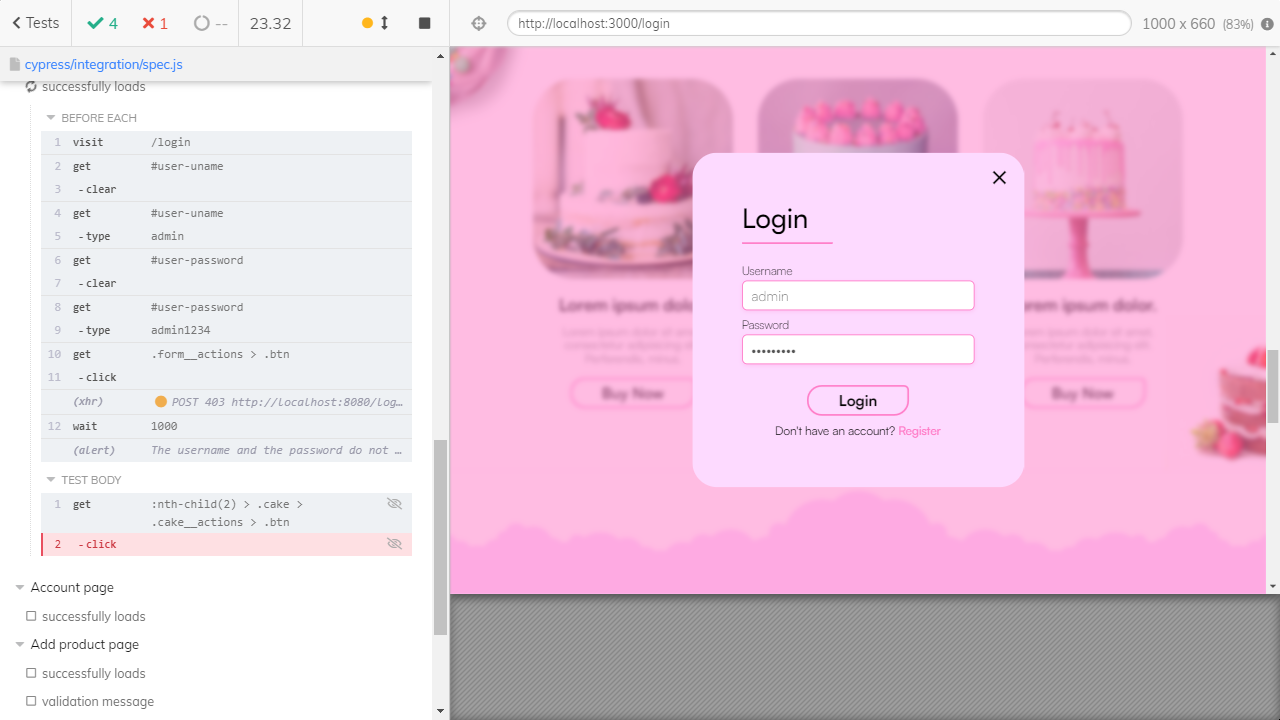 Tests
4
1
--
23.32
http://localhost:3000/login
1000 x 660 (83%)
cypress/integration/spec.js
successfully loads
BEFORE EACH
1 visit /login
2 get #user-uname
3 -clear
4 get #user-uname
5 -type admin
6 get #user-password
7 -clear
8 get #user-password
9 -type admin1234
10 get .form__actions > .btn
11 -click
(xhr) POST 403 http://localhost:8080/log…
12 wait 1000
(alert) The username and the password do not …
TEST BODY
1 get :nth-child(2) > .cake >
.cake__actions > .btn
2 -click
Account page
successfully loads
Add product page
successfully loads
validation message
Login
Username
admin
Password
•••••••••
Login
Don't have an account? Register
Lorem ipsum dolor.
Buy Now
Buy Now